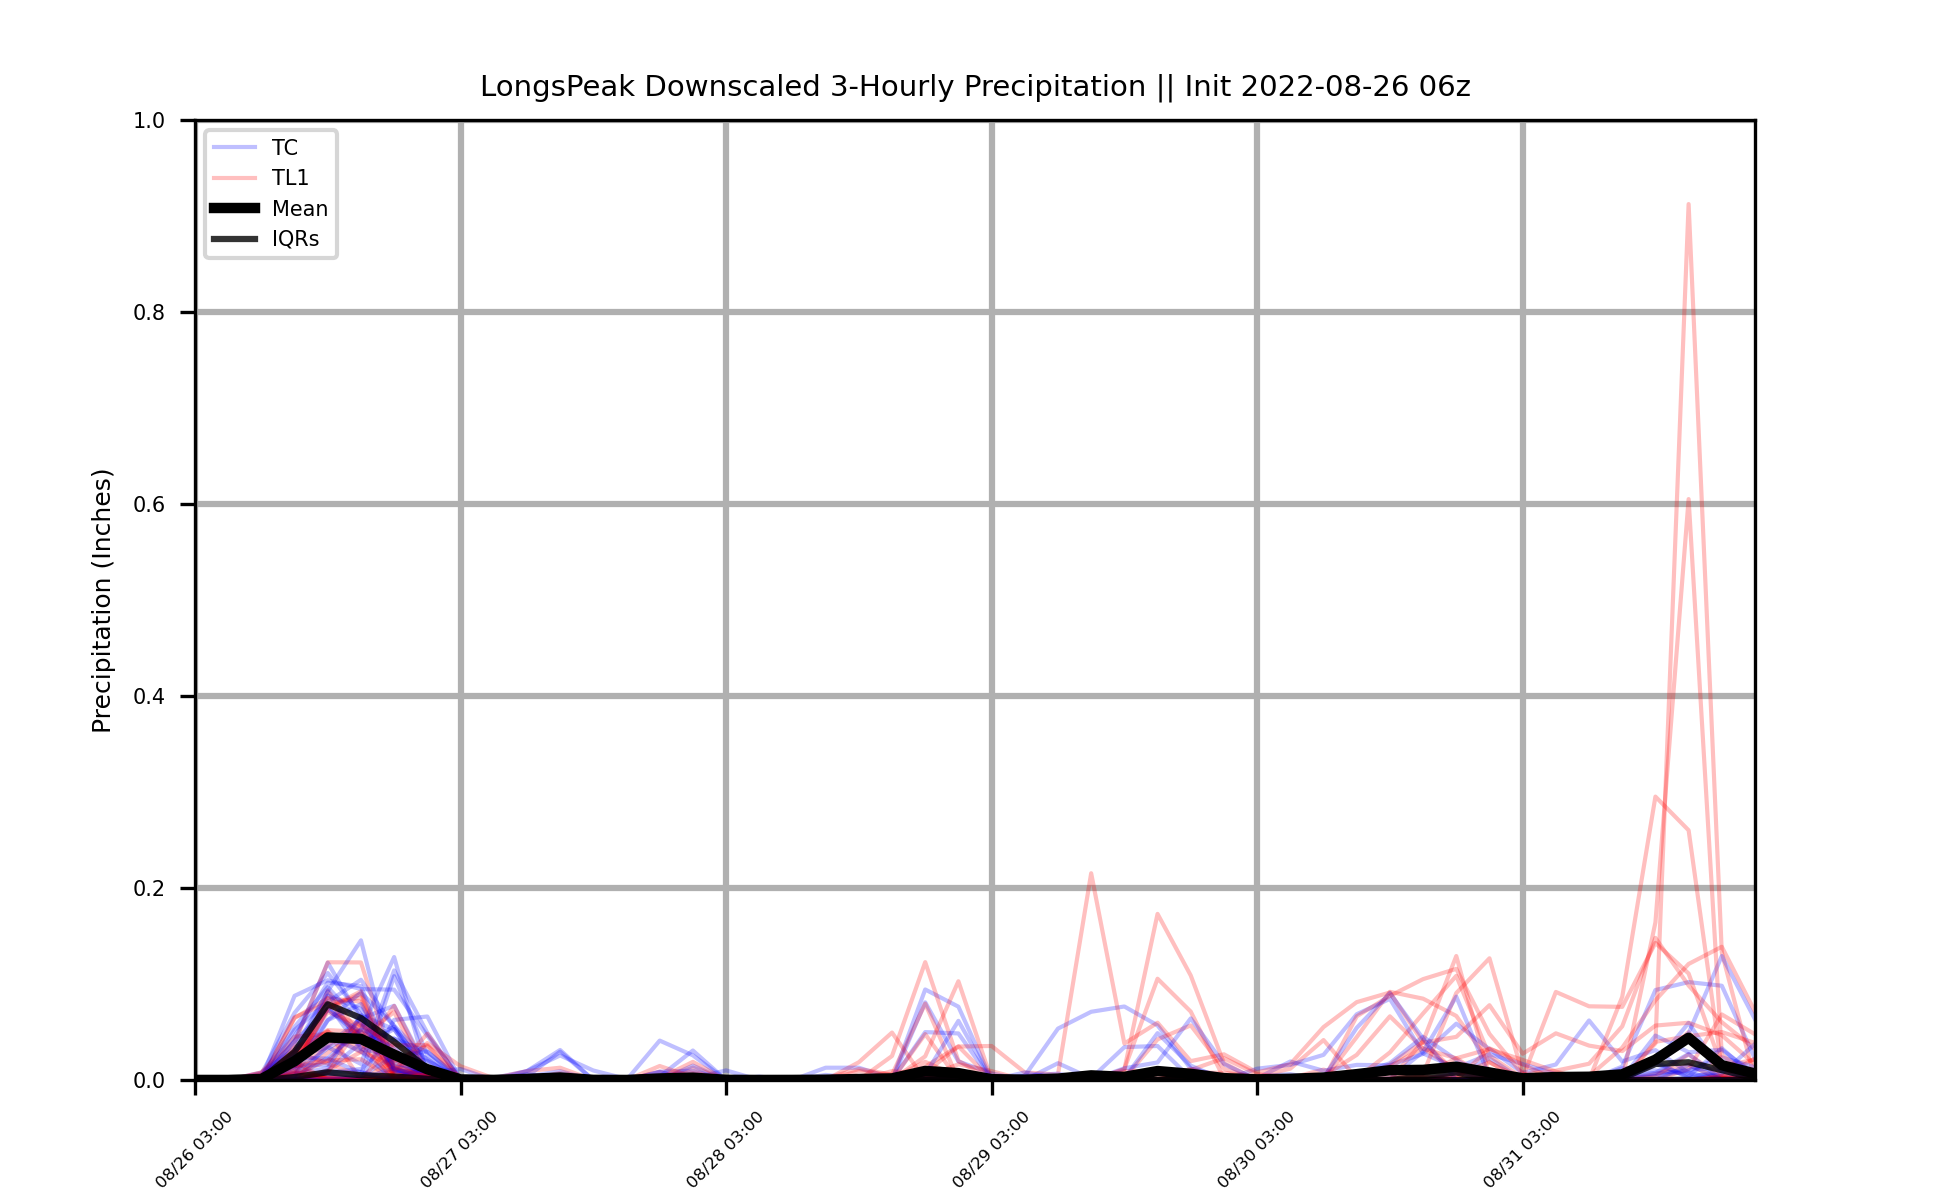 LongsPeak Downscaled 3-Hourly Precipitation || Init 2022-08-26 06z
Precipitation (Inches)
1.0
0.8
0.6
0.4
0.2
0.0
TC
TL1
Mean
IQRs
08/26 03:00
08/27 03:00
08/28 03:00
08/29 03:00
08/30 03:00
08/31 03:00